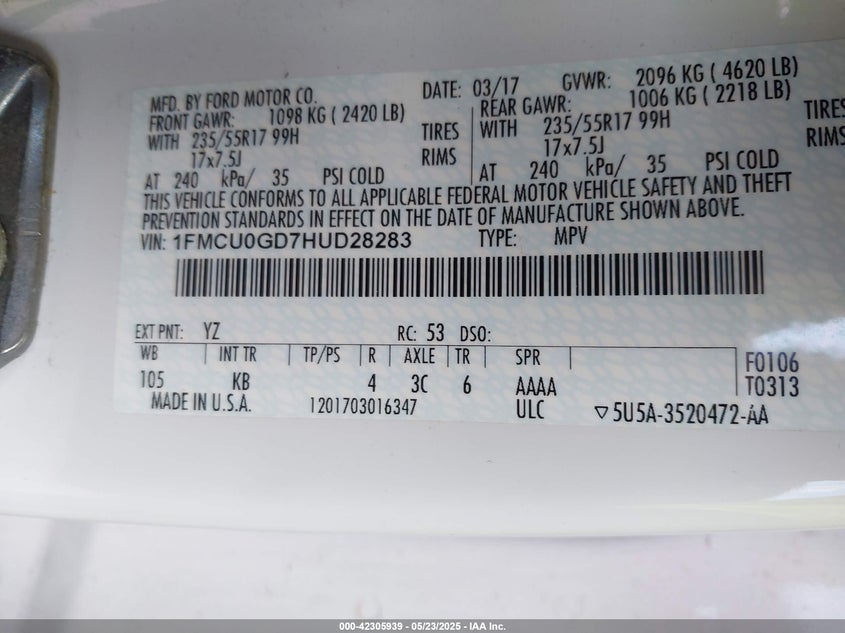 MFD. BY FORD MOTOR CO. DATE: 03/17 GVWR: 2096 KG ( 4620 LB)
FRONT GAWR: 1098 KG ( 2420 LB) REAR GAWR: 1006 KG ( 2218 LB)
WITH 235/55R17 99H TIRES WITH 235/55R17 99H TIRES
17x7.5J RIMS 17x7.5J RIMS
AT 240 kPa/ 35 PSI COLD AT 240 kPa/ 35 PSI COLD
THIS VEHICLE CONFORMS TO ALL APPLICABLE FEDERAL MOTOR VEHICLE SAFETY AND THEFT
PREVENTION STANDARDS IN EFFECT ON THE DATE OF MANUFACTURE SHOWN ABOVE.
VIN: 1FMCU0GD7HUD28283 TYPE: MPV
EXT PNT: YZ RC: 53 DSO:
WB INT TR TP/PS R AXLE TR SPR F0106
105 KB 4 3C 6 AAAA T0313
MADE IN U.S.A. 1201703016347 ULC ▽5U5A-3520472-AA
000-42305939 - 05/23/2025 - IAA Inc.